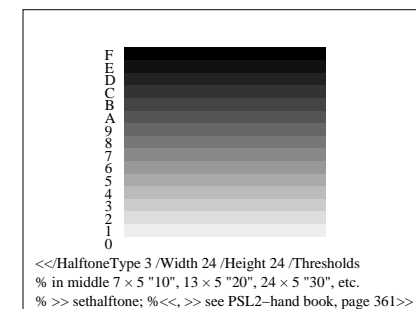 F
E
D
C
B
A
9
8
7
6
5
4
3
2
1
0
<</HalftoneType 3 /Width 24 /Height 24 /Thresholds
% in middle 7 × 5 "10", 13 × 5 "20", 24 × 5 "30", etc.
% >> sethalftone; %<<, >> see PSL2−hand book, page 361>>